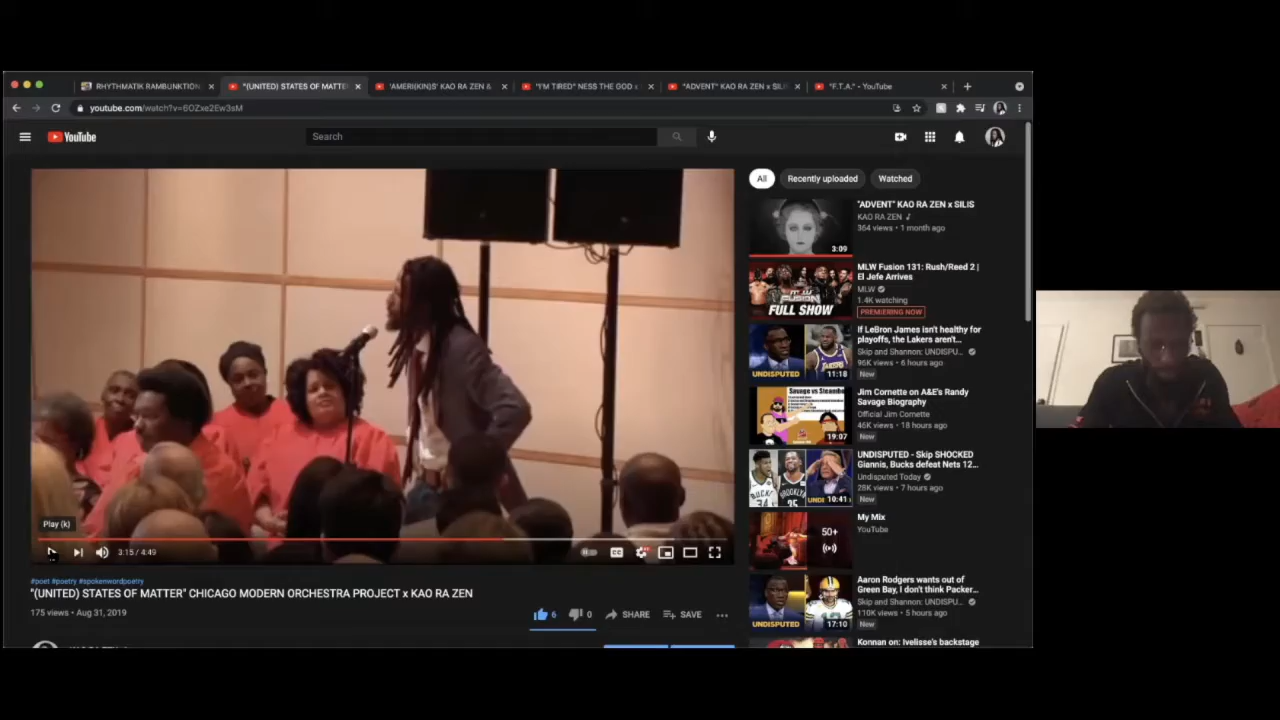 RHYTHMATIK RAMBUNKTION
"(UNITED) STATES OF MATTE
'AMERI(KIN)S' KAO RA ZEN &
"I'M TIRED" NESS THE GOD
"ADVENT" KAO RA ZEN x SIL
"F.T.A." - YouTube
youtube.com/watch?v=6OZxe2Ew3sM
YouTube
Search
All
Recently uploaded
Watched
"ADVENT" KAO RA ZEN x SILIS
KAO RA ZEN
364 views • 1 month ago
3:09
MLW Fusion 131: Rush/Reed 2 |
El Jefe Arrives
MLW
1.4K watching
PREMIERING NOW
FULL SHOW
If LeBron James isn't healthy for
playoffs, the Lakers aren't...
Skip and Shannon: UNDISPU...
96K views • 6 hours ago
New
UNDISPUTED
11:18
Jim Cornette on A&E's Randy
Savage Biography
Official Jim Cornette
46K views • 18 hours ago
New
Savage vs Steambo
19:07
UNDISPUTED - Skip SHOCKED
Giannis, Bucks defeat Nets 12...
Undisputed Today
28K views • 7 hours ago
New
UNDI
10:41
My Mix
YouTube
50+
Aaron Rodgers wants out of
Green Bay, I don't think Packer...
Skip and Shannon: UNDISPU...
110K views • 5 hours ago
New
UNDISPUTED
17:10
Konnan on: Ivelisse's backstage
Play (k)
3:15 / 4:49
CC
#poet #poetry #spokenwordpoetry
"(UNITED) STATES OF MATTER" CHICAGO MODERN ORCHESTRA PROJECT x KAO RA ZEN
175 views • Aug 31, 2019
6
0
SHARE
SAVE